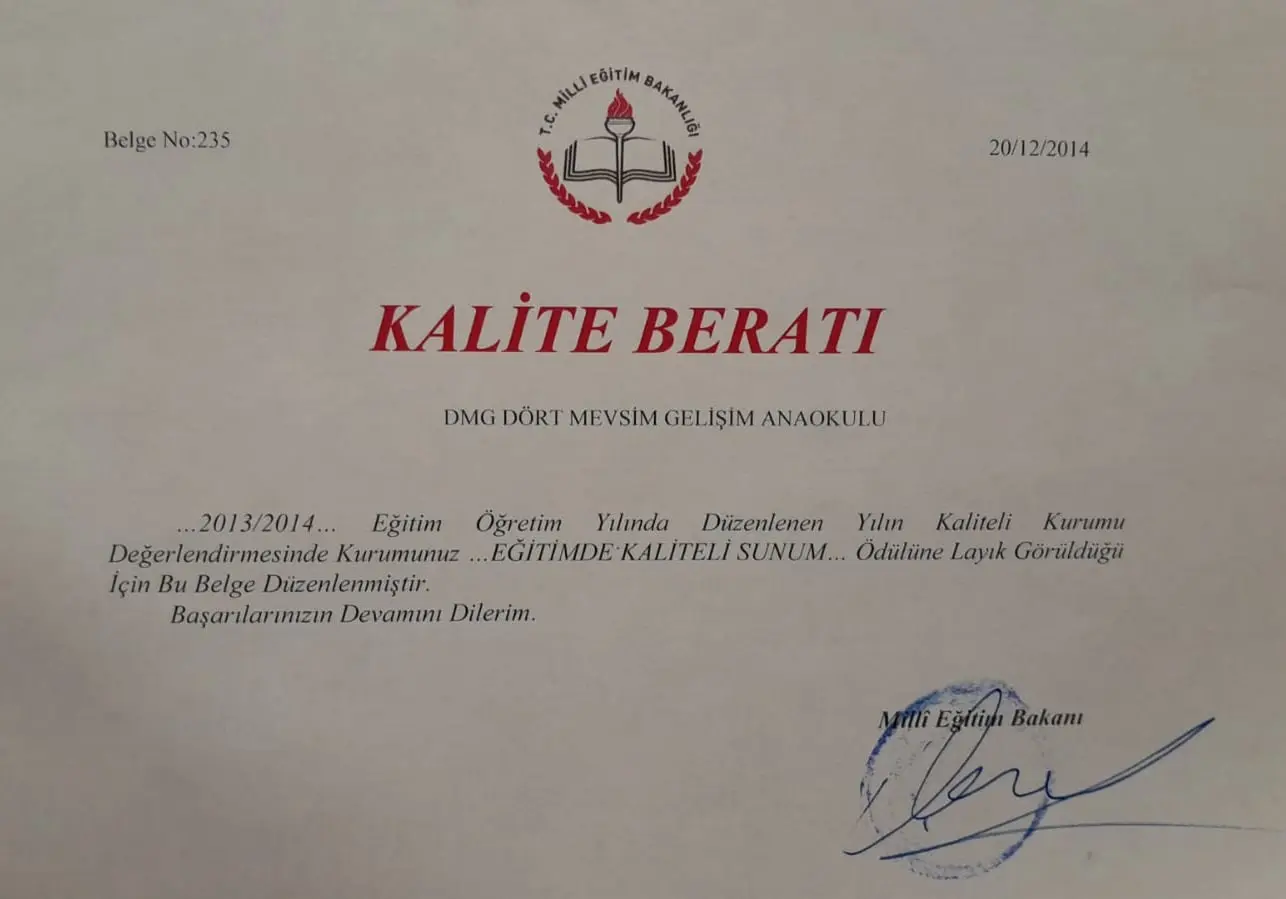 T.C. MİLLİ EĞİTİM BAKANLIĞI
Belge No:235
20/12/2014
KALİTE BERATI
DMG DÖRT MEVSİM GELİŞİM ANAOKULU
...2013/2014... Eğitim Öğretim Yılında Düzenlenen Yılın Kaliteli Kurumu
Değerlendirmesinde Kurumunuz ...EĞİTİMDE KALİTELİ SUNUM... Ödülüne Layık Görüldüğü
İçin Bu Belge Düzenlenmiştir.
Başarılarınızın Devamını Dilerim.
Millî Eğitim Bakanı